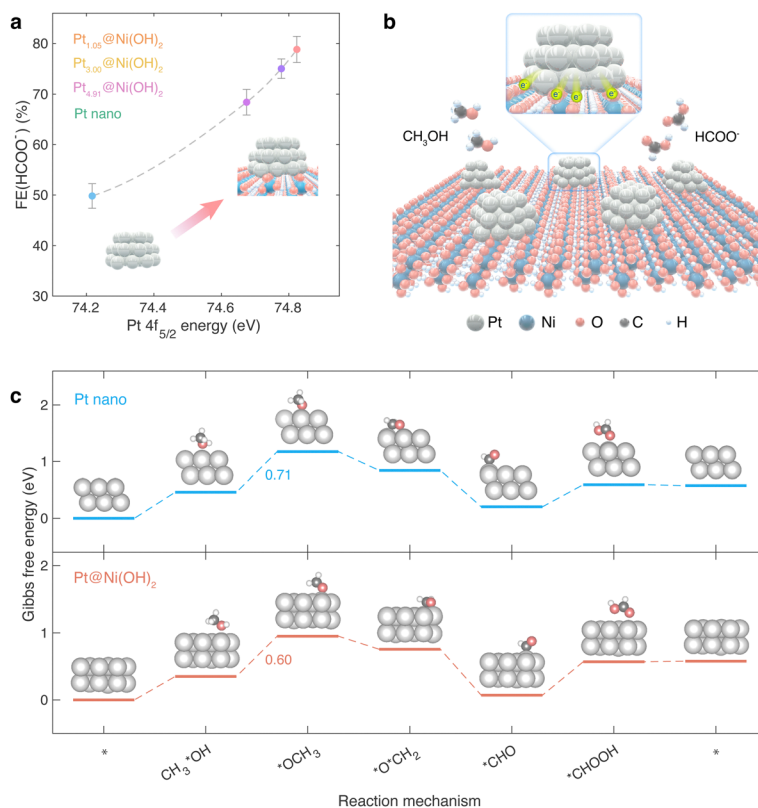 a
Pt1.05@Ni(OH)2
Pt3.00@Ni(OH)2
Pt4.91@Ni(OH)2
Pt nano
FE(HCOO-) (%)
80
70
60
50
40
30
74.2
74.4
74.6
74.8
Pt 4f5/2 energy (eV)
b
e-
e-
e-
e-
CH3OH
HCOO-
Pt
Ni
O
C
H
c
Pt nano
2
1
0
0.71
Gibbs free energy (eV)
Pt@Ni(OH)2
2
1
0
0.60
*
CH3*OH
*OCH3
*O*CH2
*CHO
*CHOOH
*
Reaction mechanism